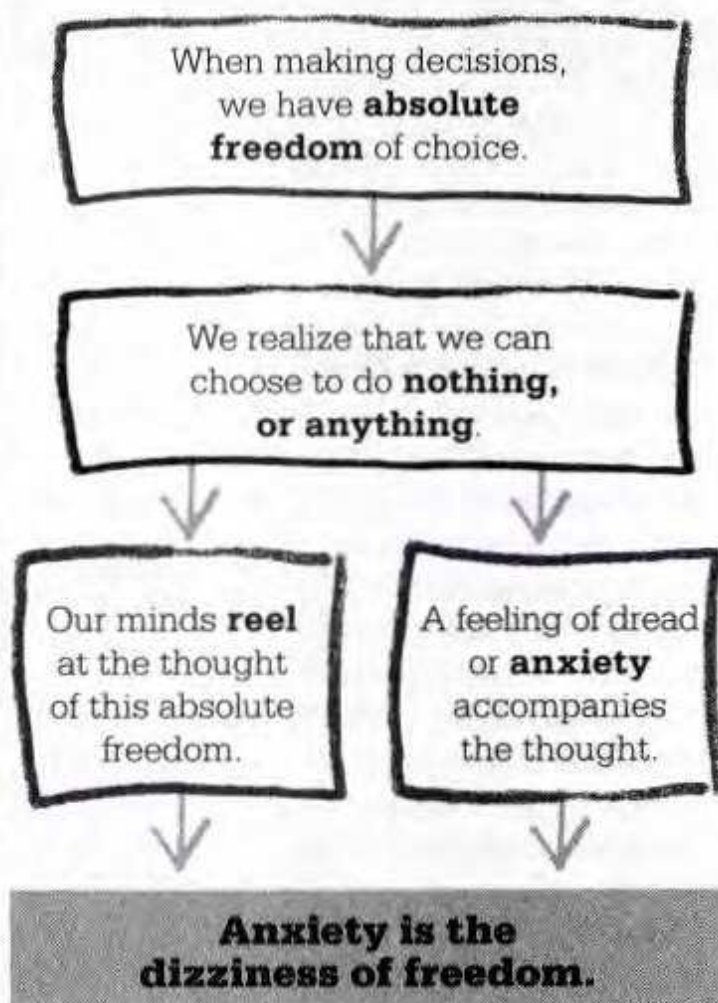 When making decisions,
we have absolute
freedom of choice.
We realize that we can
choose to do nothing,
or anything.
Our minds reel
at the thought
of this absolute
freedom.
A feeling of dread
or anxiety
accompanies
the thought.
Anxiety is the
dizziness of freedom.